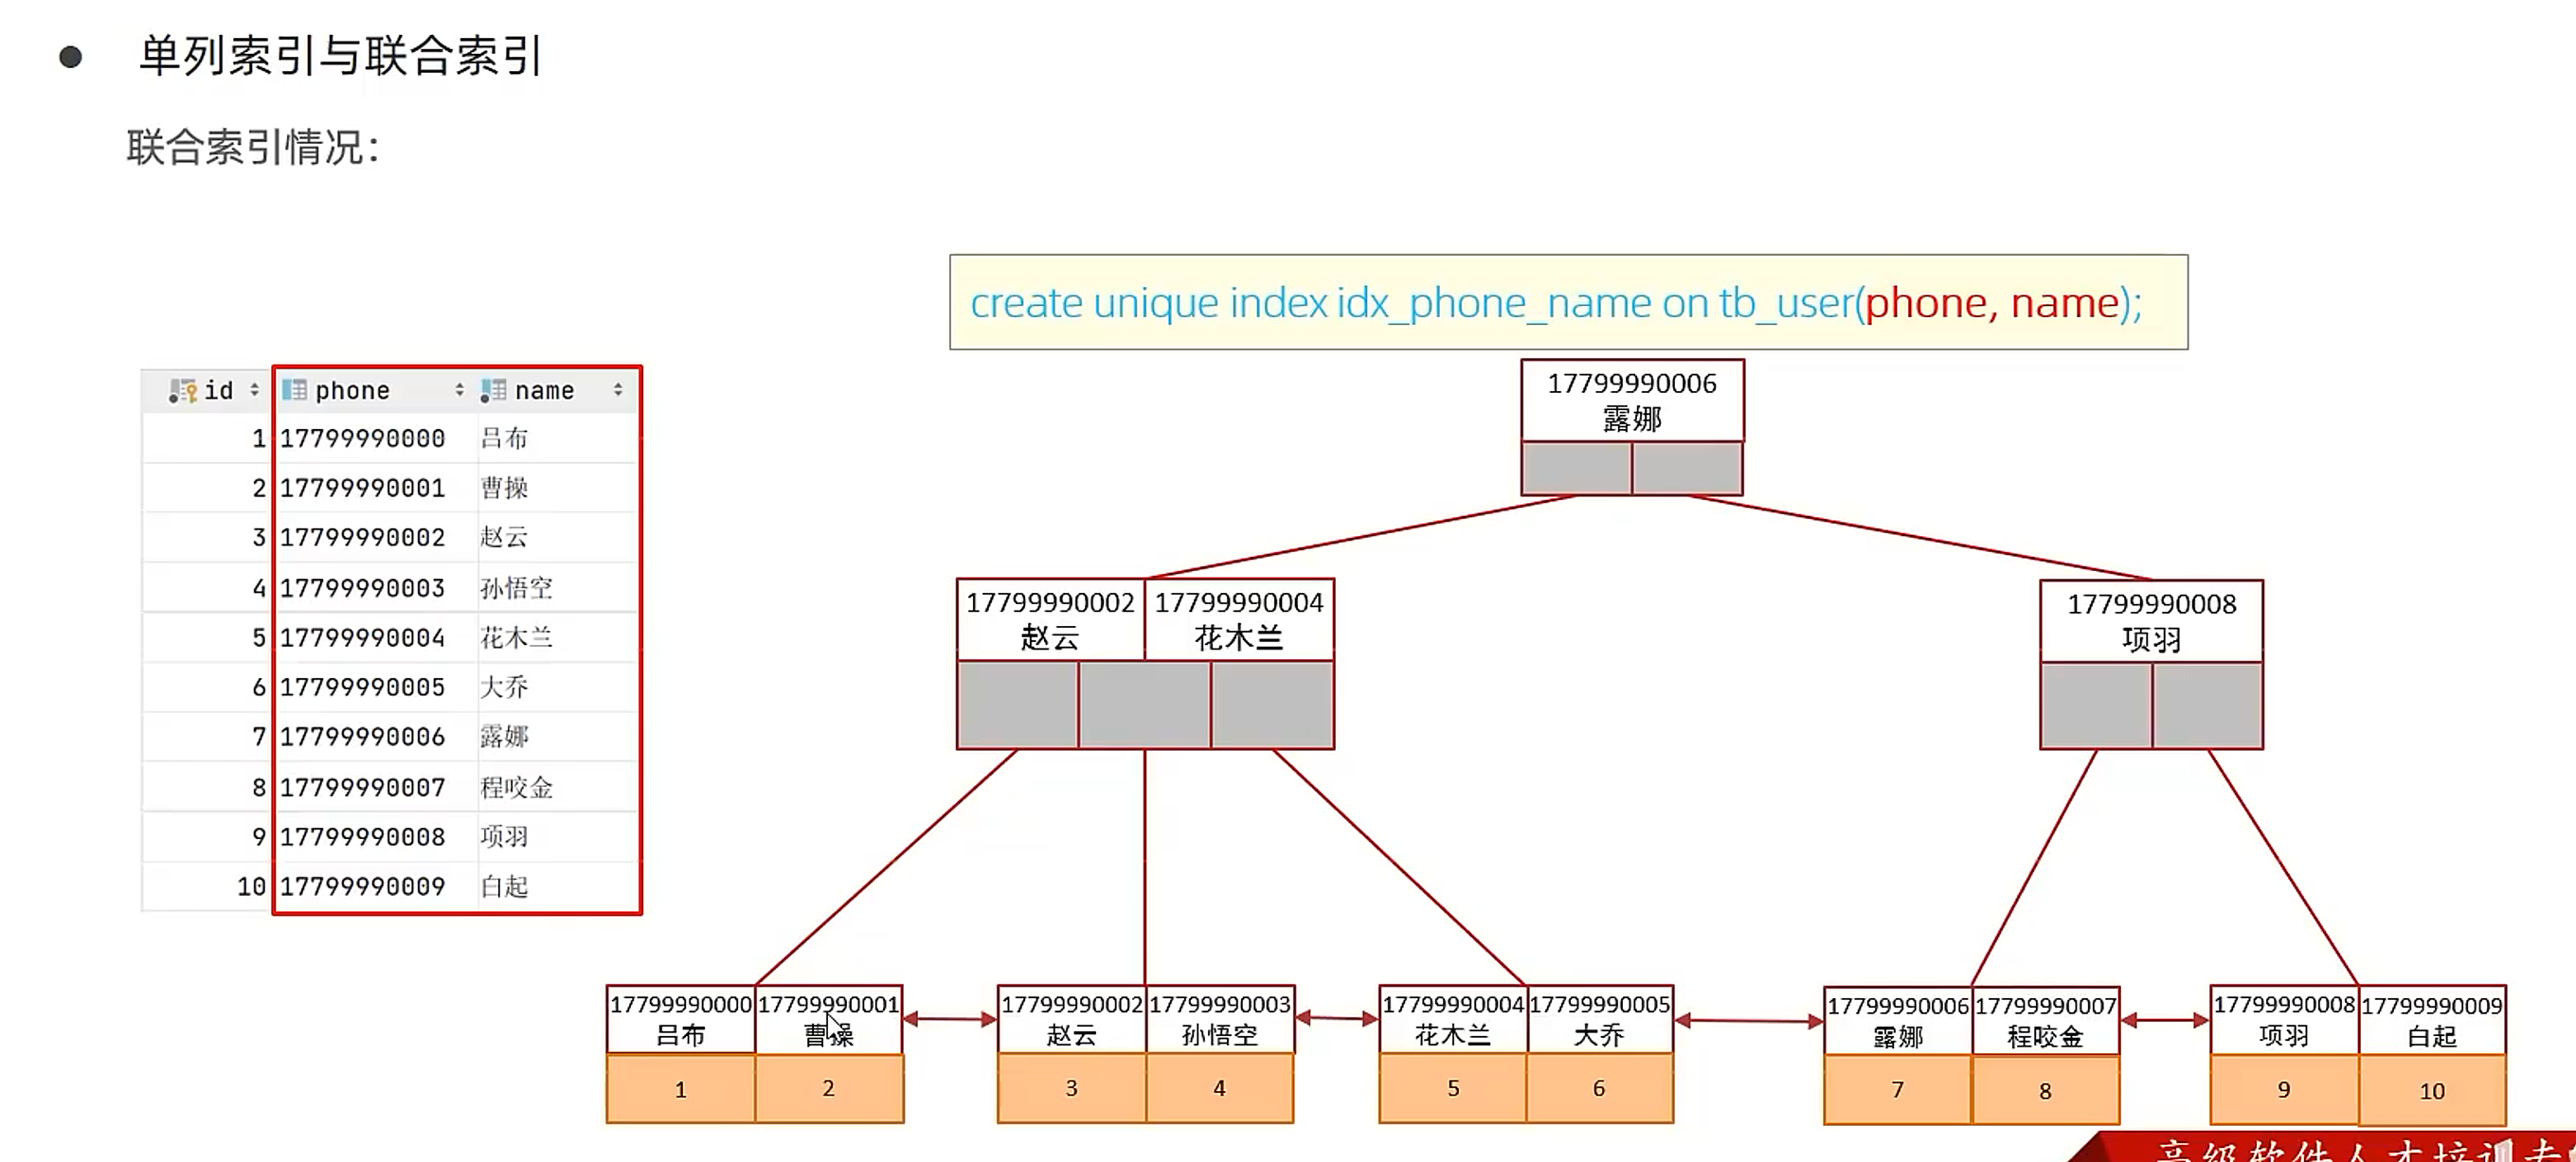 单列索引与联合索引
联合索引情况：
create unique index idx_phone_name on tb_user(phone, name);
id phone name
1 17799990000 吕布
2 17799990001 曹操
3 17799990002 赵云
4 17799990003 孙悟空
5 17799990004 花木兰
6 17799990005 大乔
7 17799990006 露娜
8 17799990007 程咬金
9 17799990008 项羽
10 17799990009 白起
17799990006
露娜
17799990002 17799990004
赵云 花木兰
17799990008
项羽
17799990000 17799990001 17799990002 17799990003 17799990004 17799990005 17799990006 17799990007 17799990008 17799990009
吕布 曹操 赵云 孙悟空 花木兰 大乔 露娜 程咬金 项羽 白起
1 2 3 4 5 6 7 8 9 10
高级软件人才培训